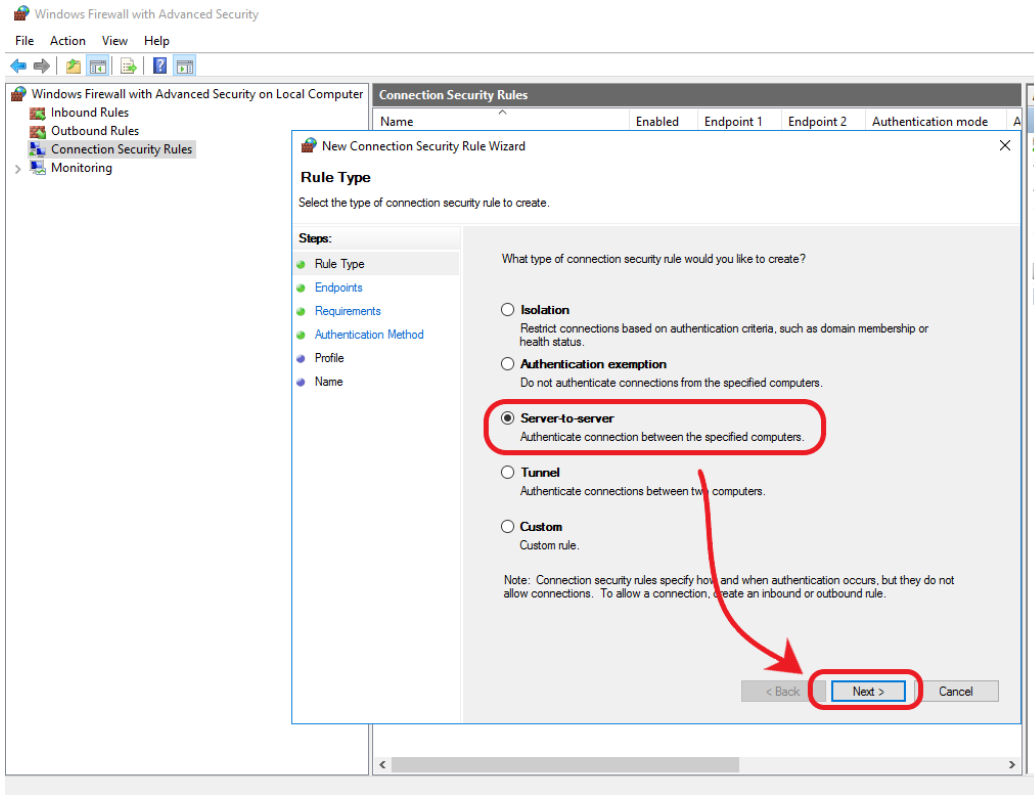 Windows Firewall with Advanced Security
File Action View Help
Windows Firewall with Advanced Security on Local Computer
Inbound Rules
Outbound Rules
Connection Security Rules
Monitoring
Connection Security Rules
Name Enabled Endpoint 1 Endpoint 2 Authentication mode A
New Connection Security Rule Wizard
Rule Type
Select the type of connection security rule to create.
Steps:
Rule Type
Endpoints
Requirements
Authentication Method
Profile
Name
What type of connection security rule would you like to create?
Isolation
Restrict connections based on authentication criteria, such as domain membership or
health status.
Authentication exemption
Do not authenticate connections from the specified computers.
Server-to-server
Authenticate connection between the specified computers.
Tunnel
Authenticate connections between two computers.
Custom
Custom rule.
Note: Connection security rules specify how and when authentication occurs, but they do not
allow connections. To allow a connection, create an inbound or outbound rule.
< Back Next > Cancel